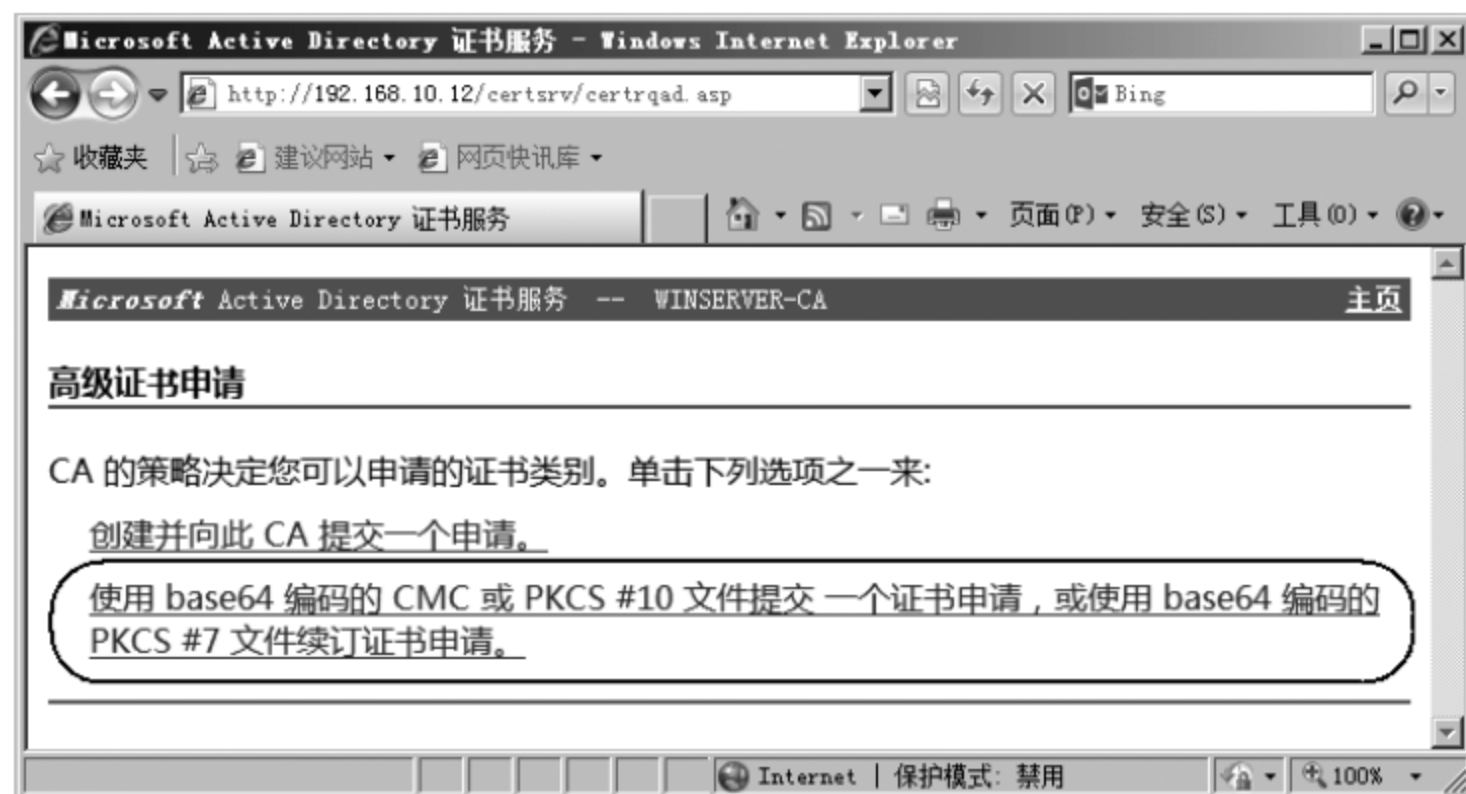 Microsoft Active Directory 证书服务 - Windows Internet Explorer
http://192.168.10.12/certsrv/certrqad.asp
Bing
收藏夹 建议网站 网页快讯库
Microsoft Active Directory 证书服务 页面(P) 安全(S) 工具(O)
Microsoft Active Directory 证书服务 -- WINSERVER-CA 主页
高级证书申请
CA 的策略决定您可以申请的证书类别。单击下列选项之一来:
创建并向此 CA 提交一个申请。
使用 base64 编码的 CMC 或 PKCS #10 文件提交 一个证书申请，或使用 base64 编码的
PKCS #7 文件续订证书申请。
Internet | 保护模式: 禁用 100%